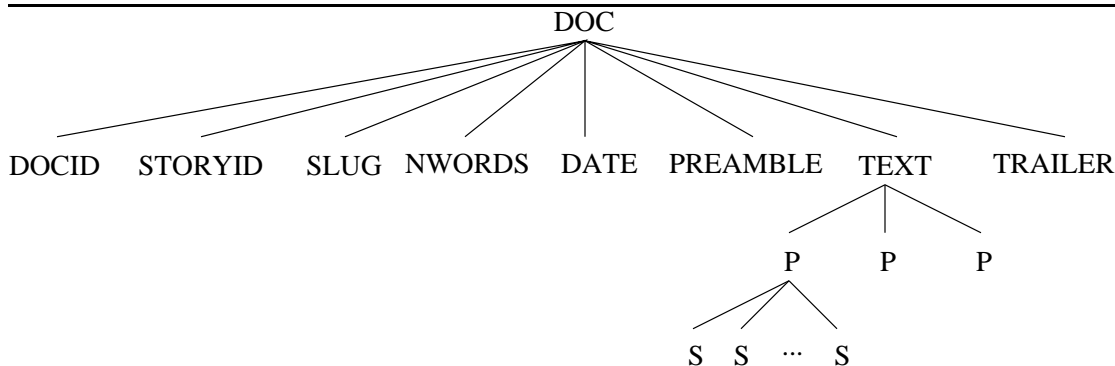 DOC
DOCID STORYID SLUG NWORDS DATE PREAMBLE TEXT TRAILER
P P P
S S ... S